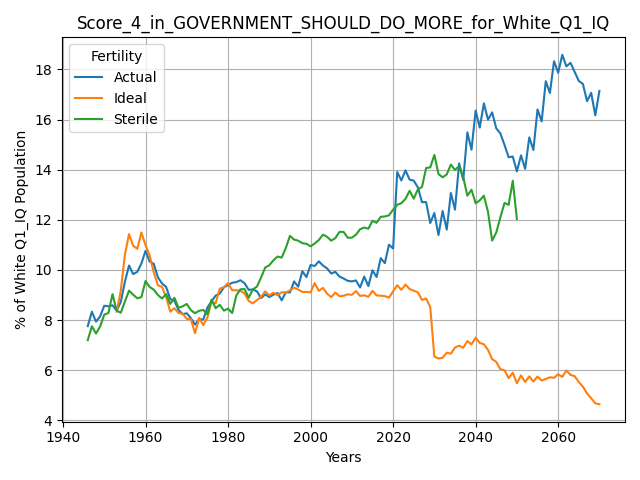 Score_4_in_GOVERNMENT_SHOULD_DO_MORE_for_White_Q1_IQ
Fertility
Actual
Ideal
Sterile
% of White Q1_IQ Population
18
16
14
12
10
8
6
4
1940
1960
1980
2000
2020
2040
2060
Years